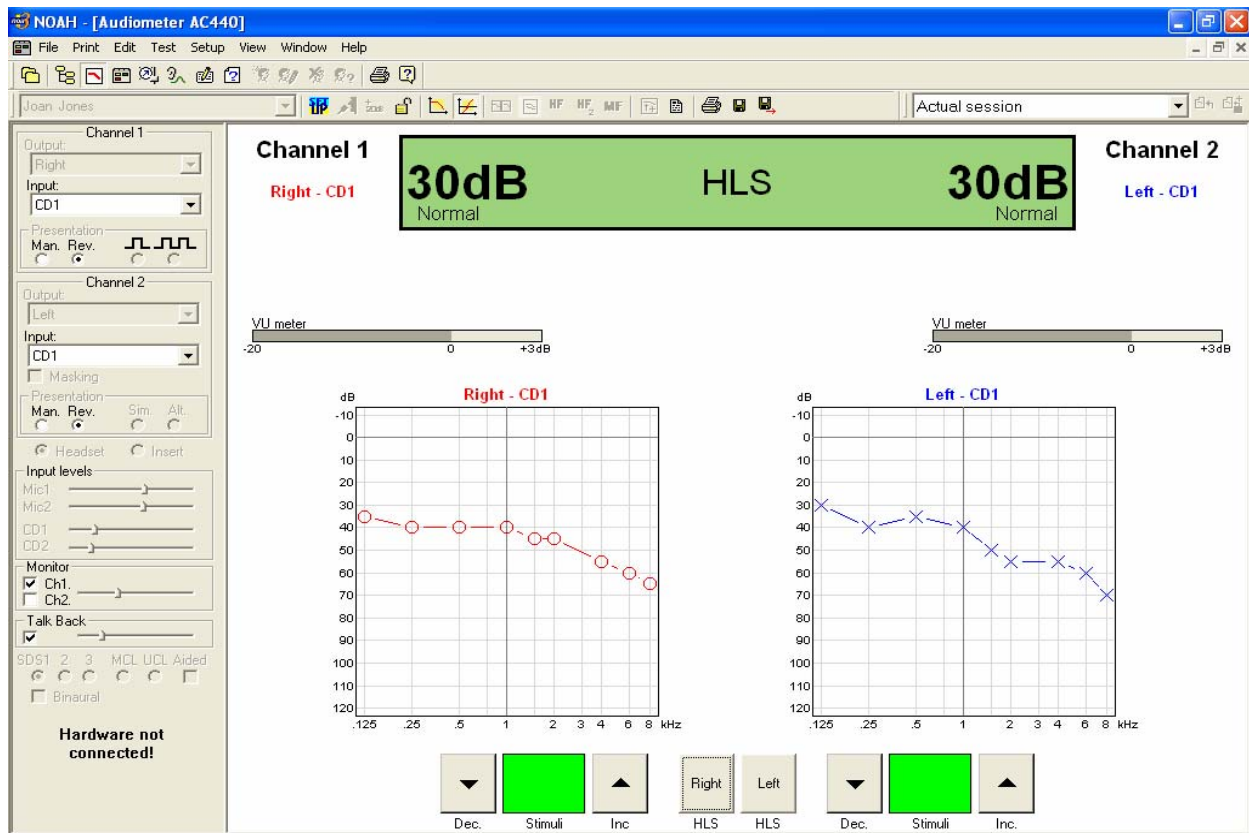 NOAH - [Audiometer AC440]
File Print Edit Test Setup View Window Help
Joan Jones
HF HF2 MF
Actual session
Channel 1
Output:
Right
Input:
CD1
Presentation
Man. Rev.
Channel 2
Output:
Left
Input:
CD1
Masking
Presentation
Man. Rev. Sim. Alt.
Headset Insert
Input levels
Mic1
Mic2
CD1
CD2
Monitor
Ch1.
Ch2.
Talk Back
SDS1 2 3 MCL UCL Aided
Binaural
Hardware not
connected!
Channel 1
Right - CD1
30dB HLS 30dB
Normal Normal
Channel 2
Left - CD1
VU meter
-20 0 +3dB
VU meter
-20 0 +3dB
dB Right - CD1
-10
0
10
20
30
40
50
60
70
80
90
100
110
120
.125 .25 .5 1 2 3 4 6 8 kHz
dB Left - CD1
-10
0
10
20
30
40
50
60
70
80
90
100
110
120
.125 .25 .5 1 2 3 4 6 8 kHz
Right Left
Dec. Stimuli Inc HLS HLS Dec. Stimuli Inc.